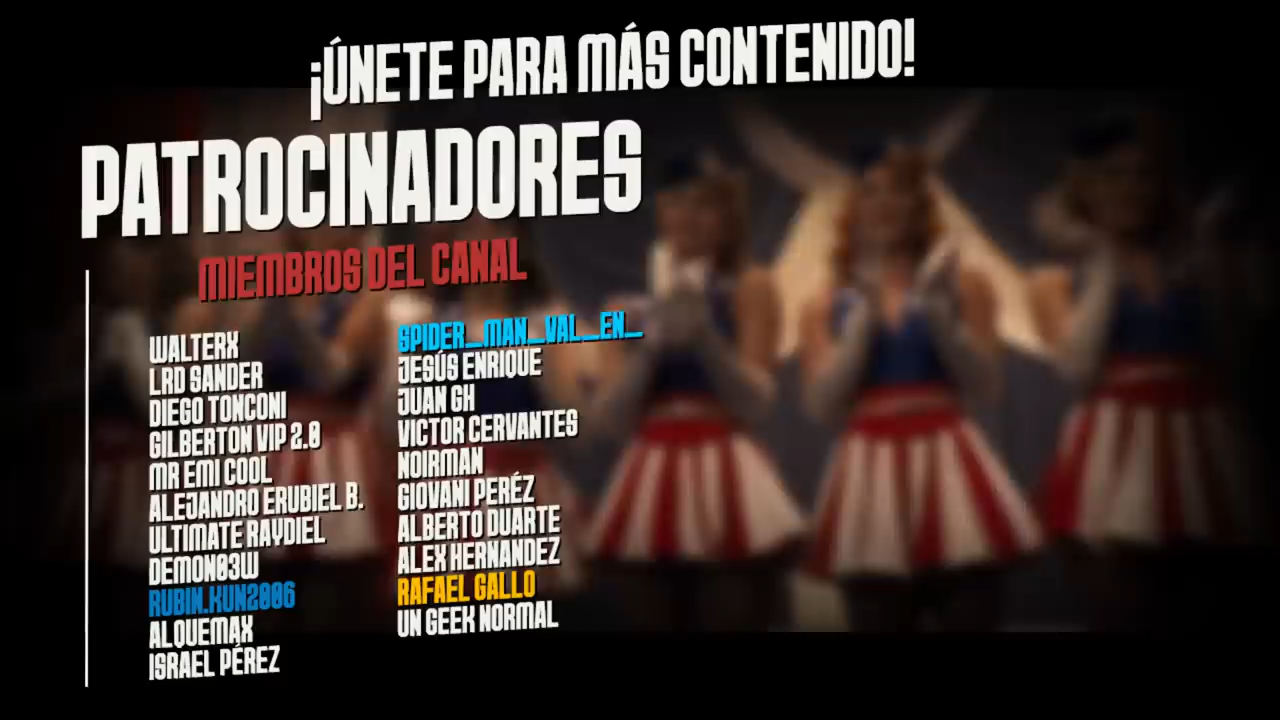 ¡ÚNETE PARA MÁS CONTENIDO!
PATROCINADORES
MIEMBROS DEL CANAL
WALTERX
LRD SANDER
DIEGO TONCONI
GILBERTON VIP 2.0
MR EMI COOL
ALEJANDRO ERUBIEL B.
ULTIMATE RAYDIEL
DEMON03W
RUBIN.KUN2006
ALQUEMAX
ISRAEL PÉREZ
SPIDER_MAN_VAL_EN_
JESÚS ENRIQUE
JUAN GH
VICTOR CERVANTES
NOIRMAN
GIOVANI PERÉZ
ALBERTO DUARTE
ALEX HERNANDEZ
RAFAEL GALLO
UN GEEK NORMAL